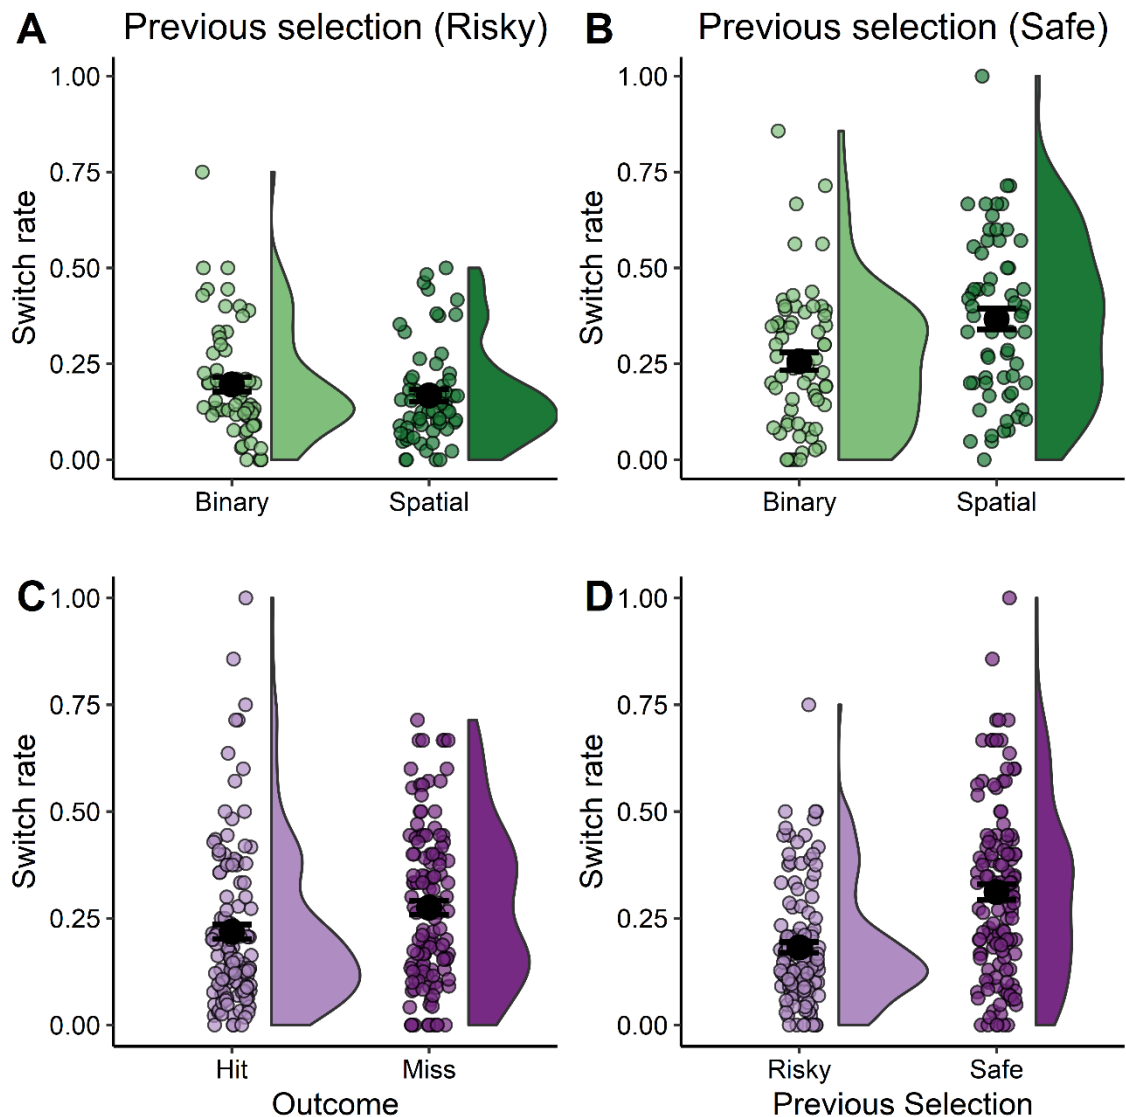 A Previous selection (Risky)
Switch rate
1.00
0.75
0.50
0.25
0.00
Binary Spatial
B Previous selection (Safe)
Switch rate
1.00
0.75
0.50
0.25
0.00
Binary Spatial
C
Switch rate
1.00
0.75
0.50
0.25
0.00
Hit Miss
Outcome
D
Switch rate
1.00
0.75
0.50
0.25
0.00
Risky Safe
Previous Selection